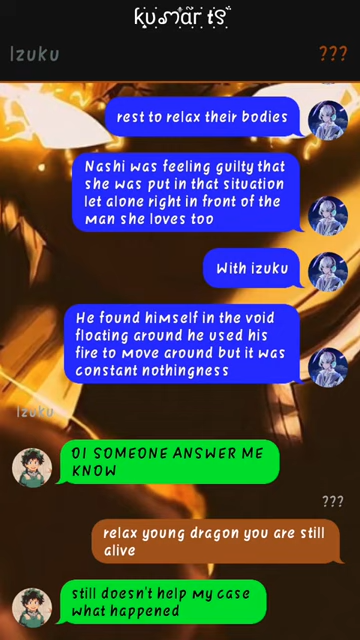 kumar ts
Izuku
???
rest to relax their bodies
Nashi was feeling guilty that
she was put in that situation
let alone right in front of the
man she loves too
With izuku
He found himself in the void
floating around he used his
fire to move around but it was
constant nothingness
Izuku
OI SOMEONE ANSWER ME
KNOW
???
relax young dragon you are still
alive
still doesn't help my case
what happened